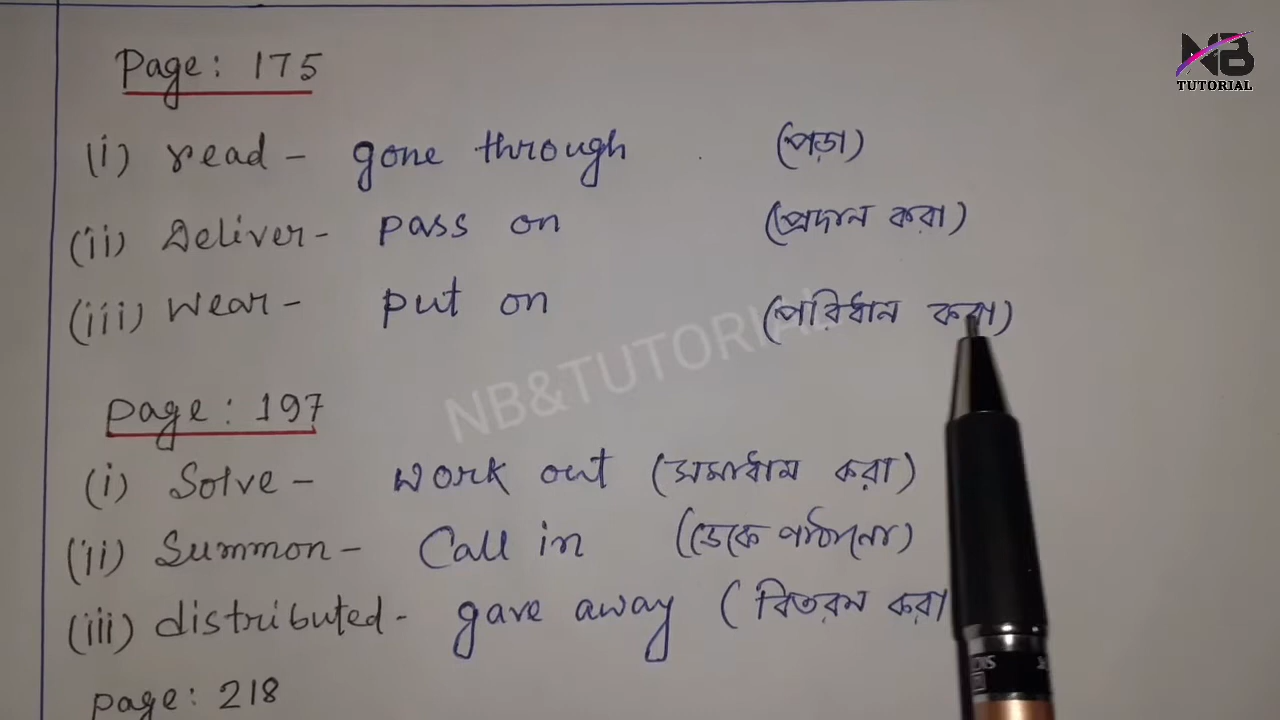 NB
TUTORIAL
Page: 175
(i) read - gone through (পড়া)
(ii) Deliver - pass on (প্রদান করা)
(iii) Wear - put on (পরিধান করা)
NB&TUTORIAL
page: 197
(i) Solve - work out (সমাধান করা)
(ii) Summon - Call in (ডেকে পাঠানো)
(iii) distributed - gave away (বিতরন করা
page: 218